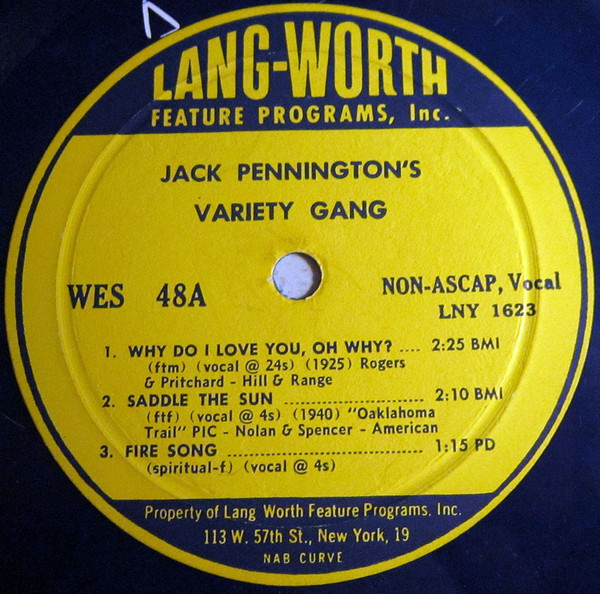 LANG-WORTH
FEATURE PROGRAMS, Inc.
JACK PENNINGTON'S
VARIETY GANG
WES 48A
NON-ASCAP, Vocal
LNY 1623
1. WHY DO I LOVE YOU, OH WHY? .... 2:25 BMI
(ftm) (vocal @ 24s) (1925) Rogers
& Pritchard - Hill & Range
2. SADDLE THE SUN ........................ 2:10 BMI
(ftf) (vocal @ 4s) (1940) "Oaklahoma
Trail" PIC - Nolan & Spencer - American
3. FIRE SONG ................................ 1:15 PD
(spiritual-f) (vocal @ 4s)
Property of Lang Worth Feature Programs, Inc.
113 W. 57th St., New York, 19
NAB CURVE